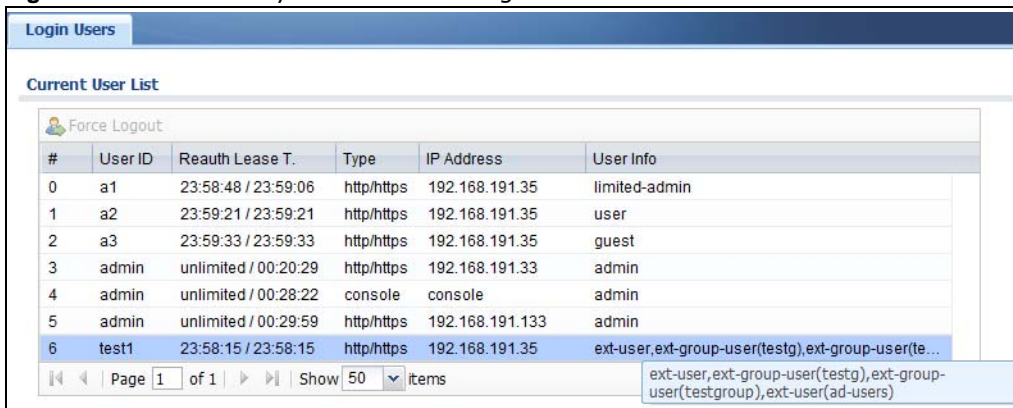 Login Users
Current User List
Force Logout
# User ID Reauth Lease T. Type IP Address User Info
0 a1 23:58:48 / 23:59:06 http/https 192.168.191.35 limited-admin
1 a2 23:59:21 / 23:59:21 http/https 192.168.191.35 user
2 a3 23:59:33 / 23:59:33 http/https 192.168.191.35 guest
3 admin unlimited / 00:20:29 http/https 192.168.191.33 admin
4 admin unlimited / 00:28:22 console console admin
5 admin unlimited / 00:29:59 http/https 192.168.191.133 admin
6 test1 23:58:15 / 23:58:15 http/https 192.168.191.35 ext-user,ext-group-user(testg),ext-group-user(te...
Page 1 of 1 Show 50 items
ext-user,ext-group-user(testg),ext-group-
user(testgroup),ext-user(ad-users)